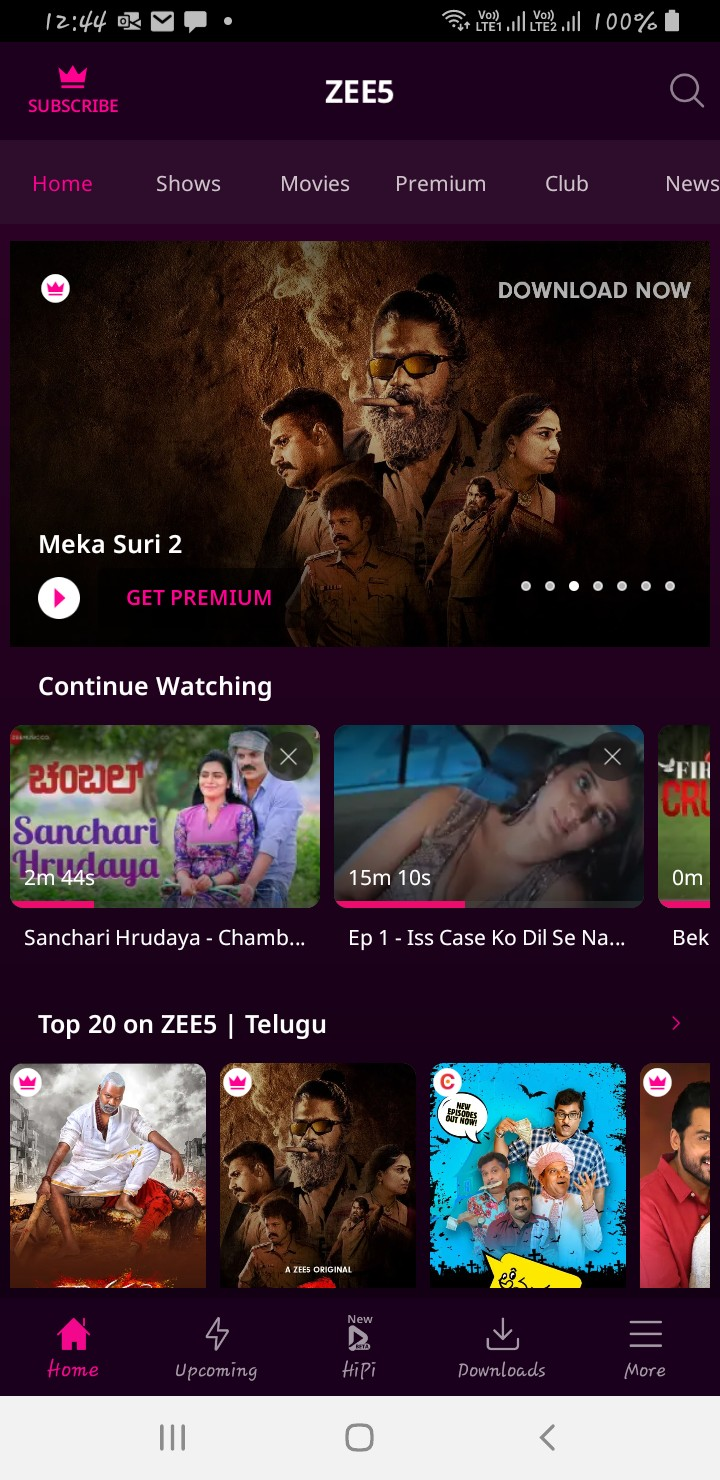 12:44
Vo)) LTE1 Vo)) LTE2 100%
SUBSCRIBE
ZEE5
Home Shows Movies Premium Club News
DOWNLOAD NOW
Meka Suri 2
GET PREMIUM
Continue Watching
ಚಂಬಲ್
Sanchari
Hrudaya
2m 44s
15m 10s
FIR
CRU
0m
Sanchari Hrudaya - Chamb...
Ep 1 - Iss Case Ko Dil Se Na...
Bek
Top 20 on ZEE5 | Telugu
NEW
EPISODES
OUT NOW!
A ZEE5 ORIGINAL
Home
Upcoming
New
BETA
HiPi
Downloads
More